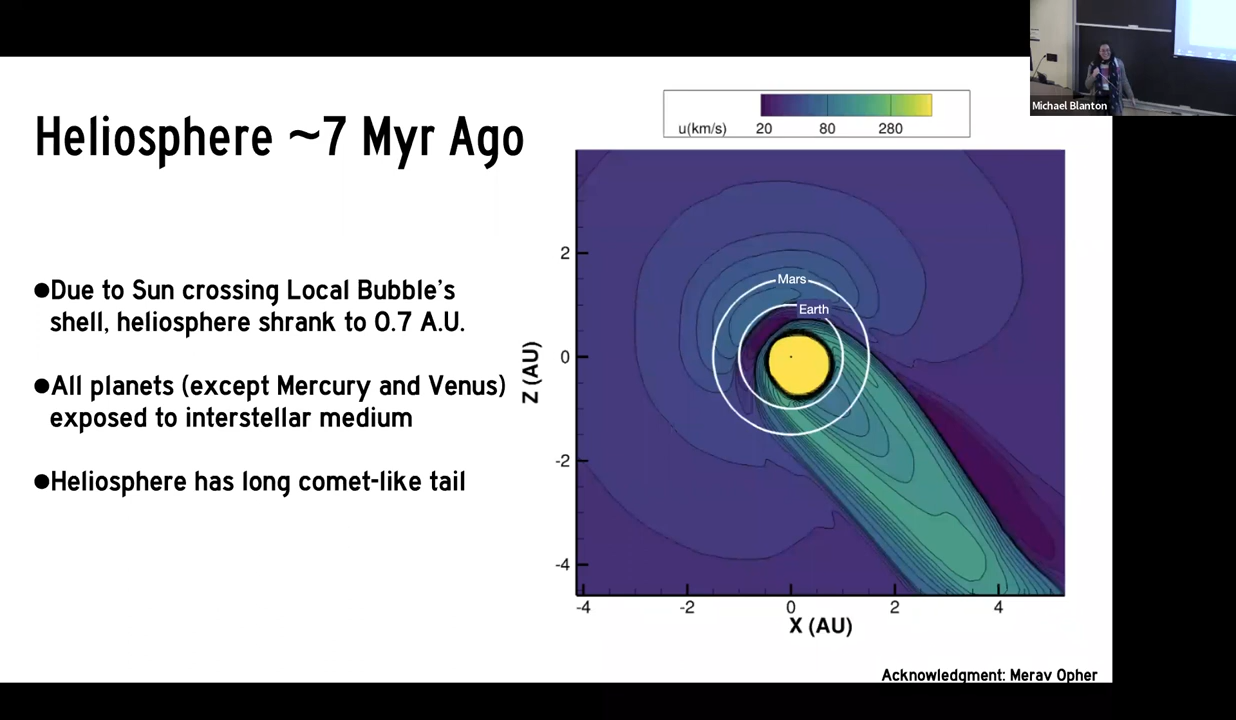 Michael Blanton
Heliosphere ~7 Myr Ago
●Due to Sun crossing Local Bubble's
shell, heliosphere shrank to 0.7 A.U.
●All planets (except Mercury and Venus)
exposed to interstellar medium
●Heliosphere has long comet-like tail
u(km/s) 20 80 280
Mars
Earth
2
0
-2
-4
Z (AU)
-4 -2 0 2 4
X (AU)
Acknowledgment: Merav Opher